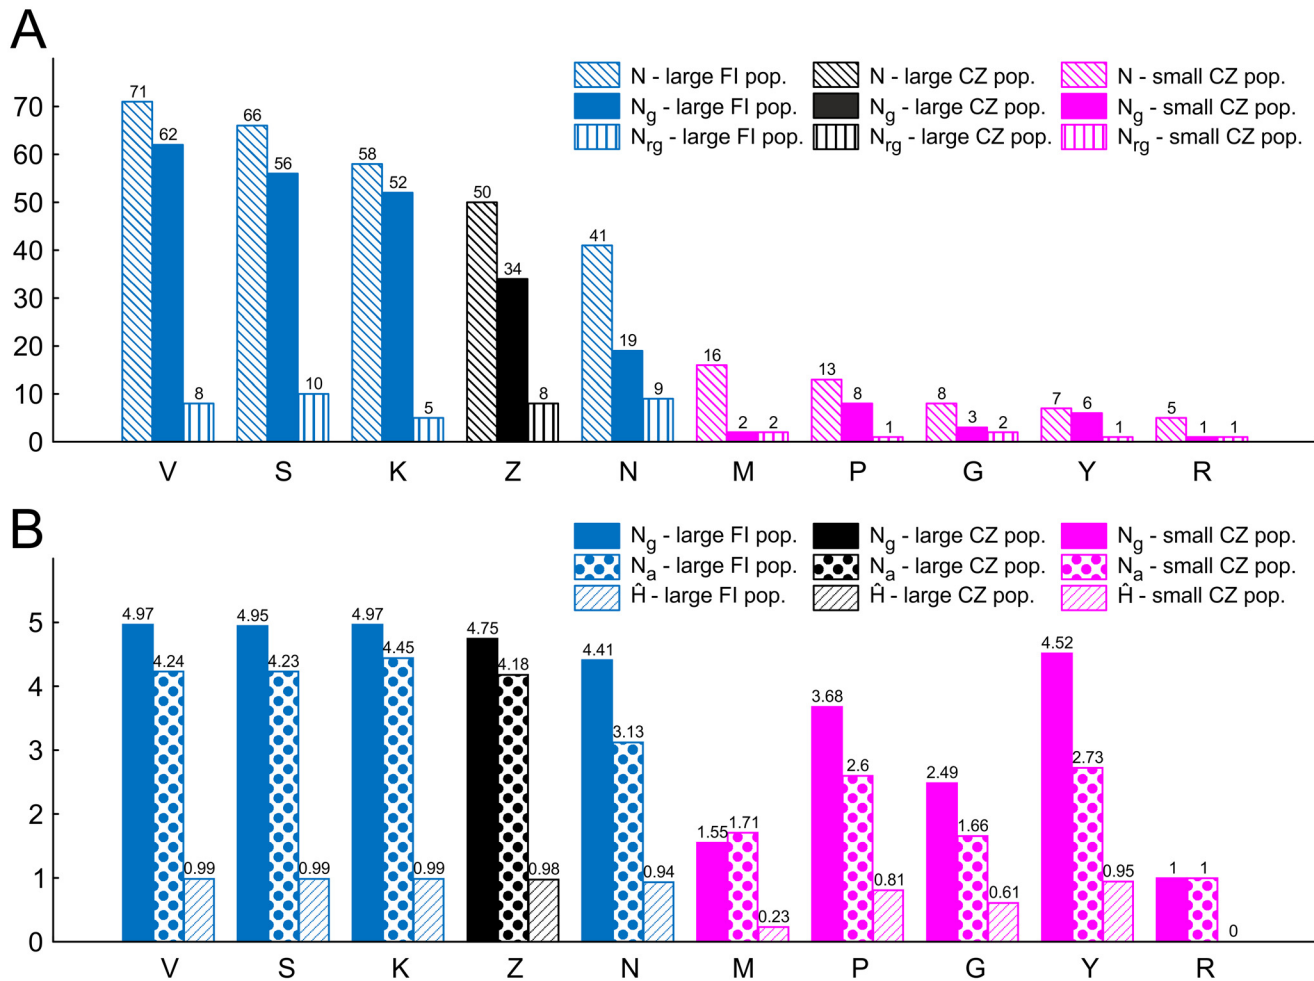 A
N - large FI pop. N - large CZ pop. N - small CZ pop.
Ng - large FI pop. Ng - large CZ pop. Ng - small CZ pop.
Nrg - large FI pop. Nrg - large CZ pop. Nrg - small CZ pop.
70
60
50
40
30
20
10
0
71 62 8
66 56 10
58 52 5
50 34 8
41 19 9
16 2 2
13 8 1
8 3 2
7 6 1
5 1 1
V S K Z N M P G Y R
B
Ng - large FI pop. Ng - large CZ pop. Ng - small CZ pop.
Na - large FI pop. Na - large CZ pop. Na - small CZ pop.
Ĥ - large FI pop. Ĥ - large CZ pop. Ĥ - small CZ pop.
5
4
3
2
1
0
4.97 4.24 0.99
4.95 4.23 0.99
4.97 4.45 0.99
4.75 4.18 0.98
4.41 3.13 0.94
1.55 1.71 0.23
3.68 2.6 0.81
2.49 1.66 0.61
4.52 2.73 0.95
1 1 0
V S K Z N M P G Y R